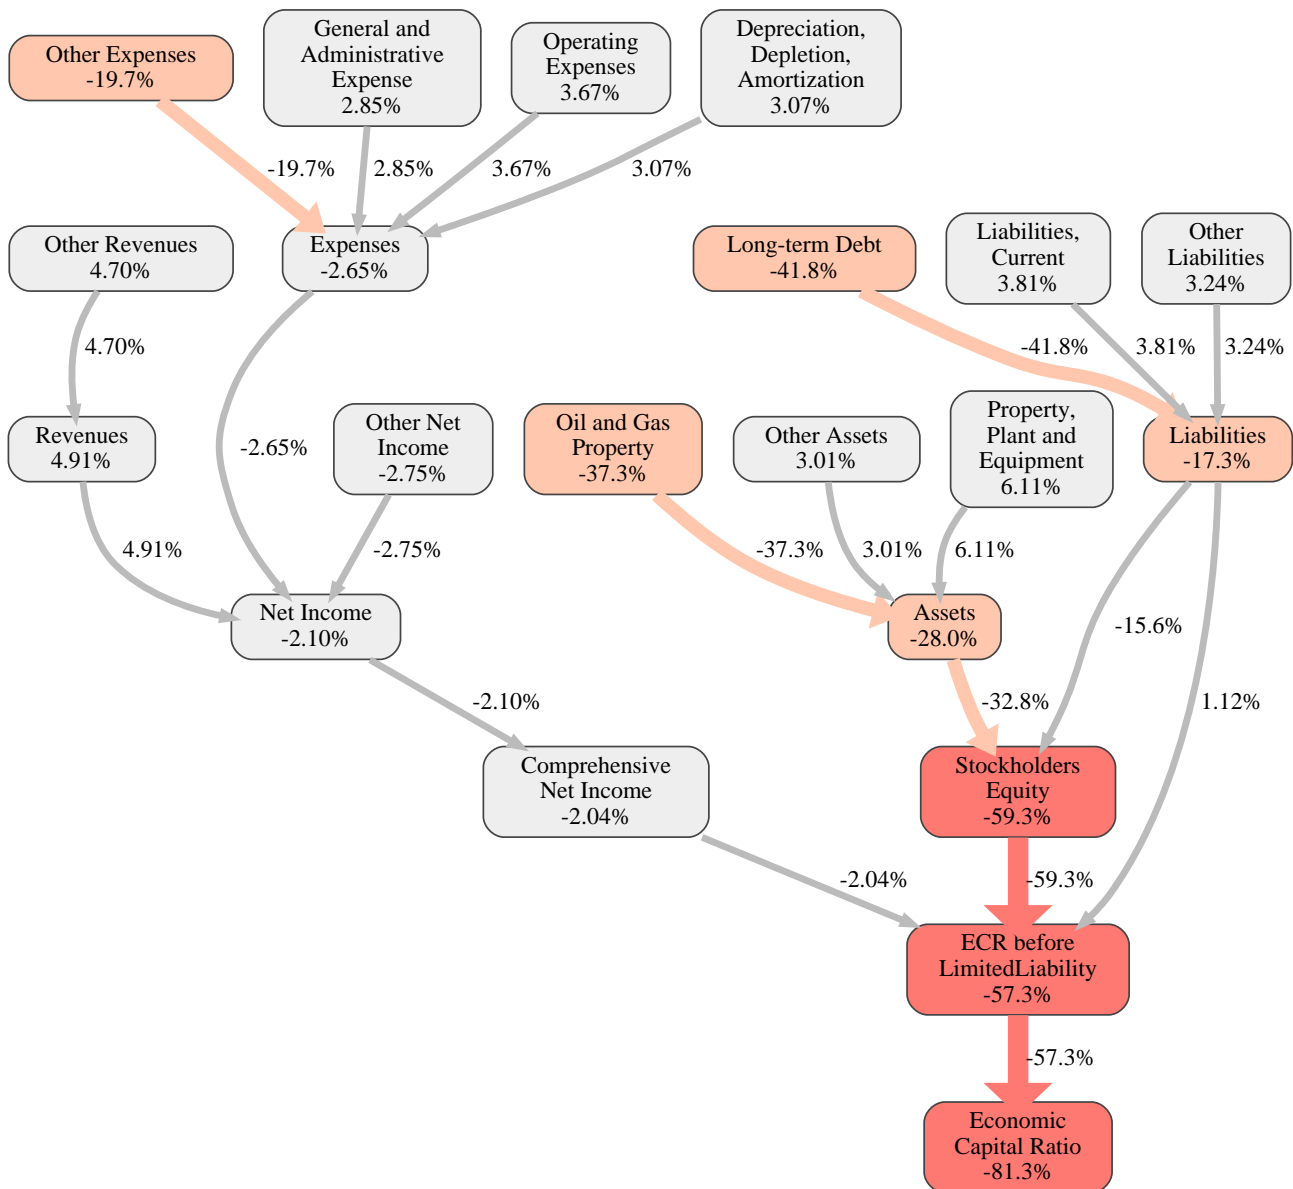 Other Expenses
-19.7%
General and
Administrative
Expense
2.85%
Operating
Expenses
3.67%
Depreciation,
Depletion,
Amortization
3.07%
-19.7%
2.85%
3.67%
3.07%
Other Revenues
4.70%
Expenses
-2.65%
Long-term Debt
-41.8%
Liabilities,
Current
3.81%
Other
Liabilities
3.24%
4.70%
-41.8%
3.81%
3.24%
Revenues
4.91%
-2.65%
Other Net
Income
-2.75%
Oil and Gas
Property
-37.3%
Other Assets
3.01%
Property,
Plant and
Equipment
6.11%
Liabilities
-17.3%
4.91%
-2.75%
-37.3%
3.01%
6.11%
Net Income
-2.10%
Assets
-28.0%
-15.6%
-2.10%
-32.8%
1.12%
Comprehensive
Net Income
-2.04%
Stockholders
Equity
-59.3%
-2.04%
-59.3%
ECR before
LimitedLiability
-57.3%
-57.3%
Economic
Capital Ratio
-81.3%